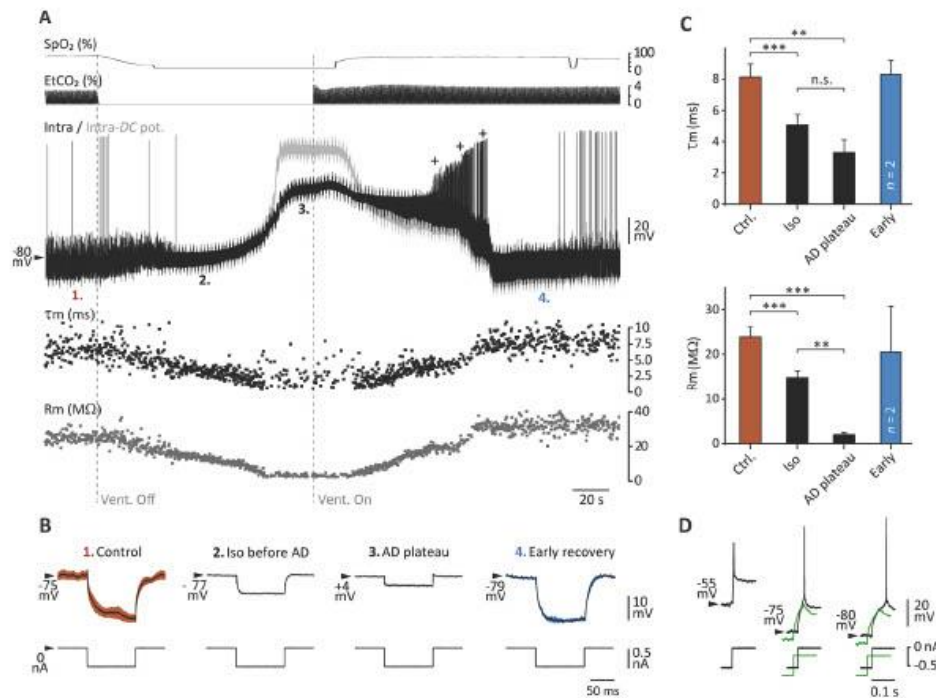 A
SpO₂ (%)
100
0
EtCO₂ (%)
4
0
Intra / Intra-DC pot.
+ + +
-80
mV
20
mV
1.
2.
3.
4.
τm (ms)
10
7.5
5.0
2.5
0
Rm (MΩ)
40
20
0
Vent. Off
Vent. On
20 s
B
1. Control
2. Iso before AD
3. AD plateau
4. Early recovery
-75
mV
-77
mV
+4
mV
-79
mV
10
mV
0
nA
0.5
nA
50 ms
C
**
***
n.s.
τm (ms)
8
6
4
2
0
n = 2
Ctrl.
Iso
AD plateau
Early
***
***
**
Rm (MΩ)
30
20
10
0
n = 2
Ctrl.
Iso
AD plateau
Early
D
-55
mV
-75
mV
-80
mV
20
mV
0 nA
-0.5
0.1 s